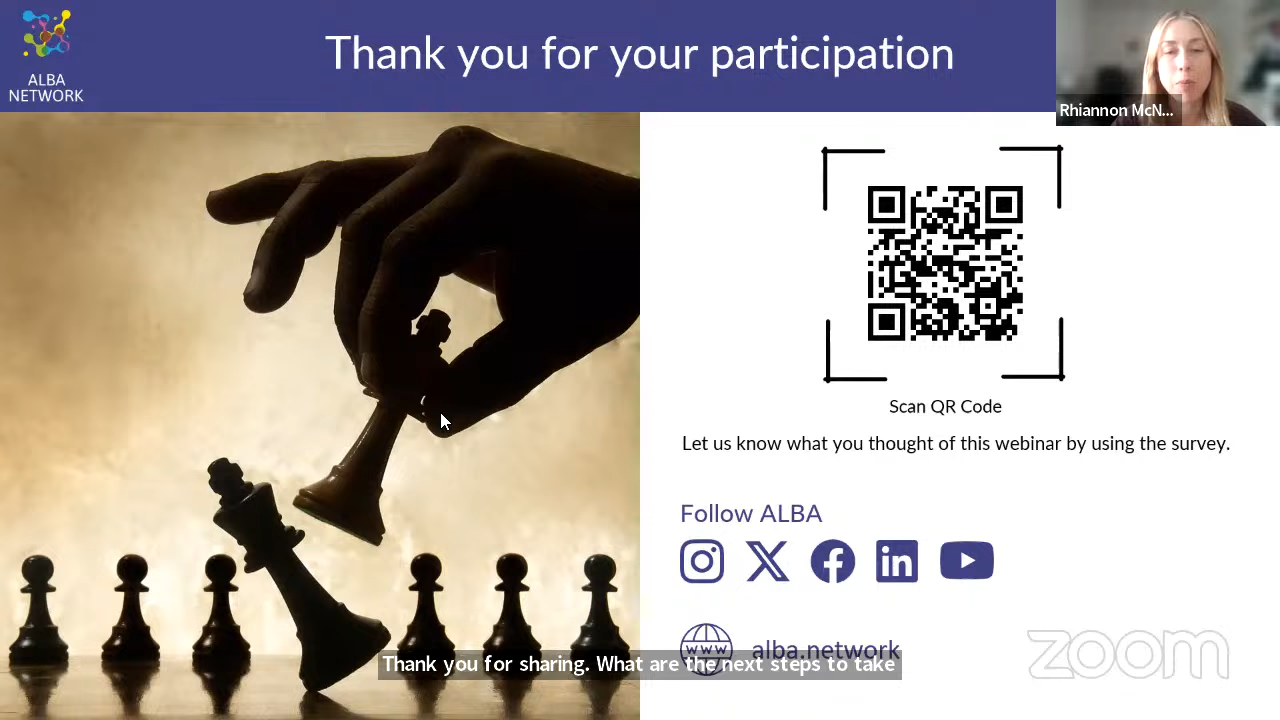 ALBA
NETWORK
Thank you for your participation
Rhiannon McN...
Scan QR Code
Let us know what you thought of this webinar by using the survey.
Follow ALBA
in
WWW
alba.network
Thank you for sharing. What are the next steps to take
zoom